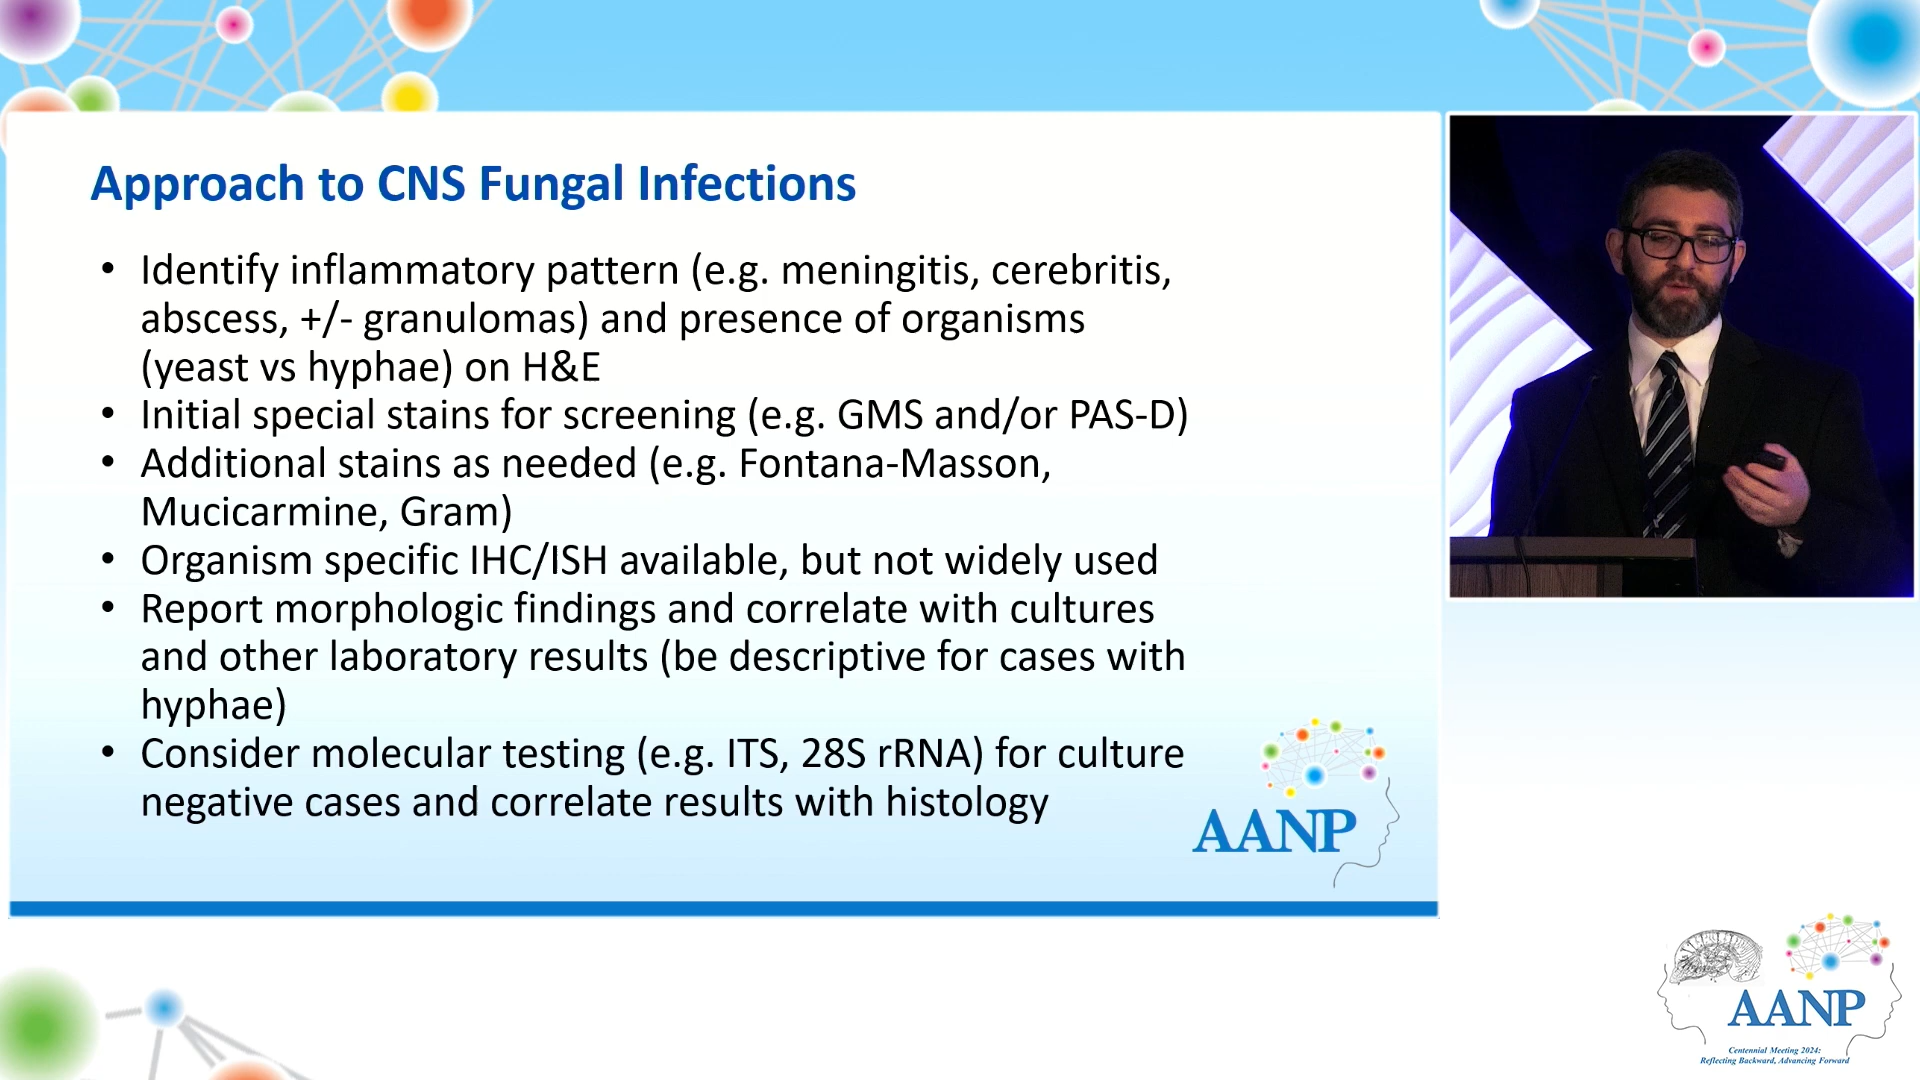 Approach to CNS Fungal Infections
• Identify inflammatory pattern (e.g. meningitis, cerebritis,
abscess, +/- granulomas) and presence of organisms
(yeast vs hyphae) on H&E
• Initial special stains for screening (e.g. GMS and/or PAS-D)
• Additional stains as needed (e.g. Fontana-Masson,
Mucicarmine, Gram)
• Organism specific IHC/ISH available, but not widely used
• Report morphologic findings and correlate with cultures
and other laboratory results (be descriptive for cases with
hyphae)
• Consider molecular testing (e.g. ITS, 28S rRNA) for culture
negative cases and correlate results with histology
AANP
AANP
Centennial Meeting 2024:
Reflecting Backward, Advancing Forward